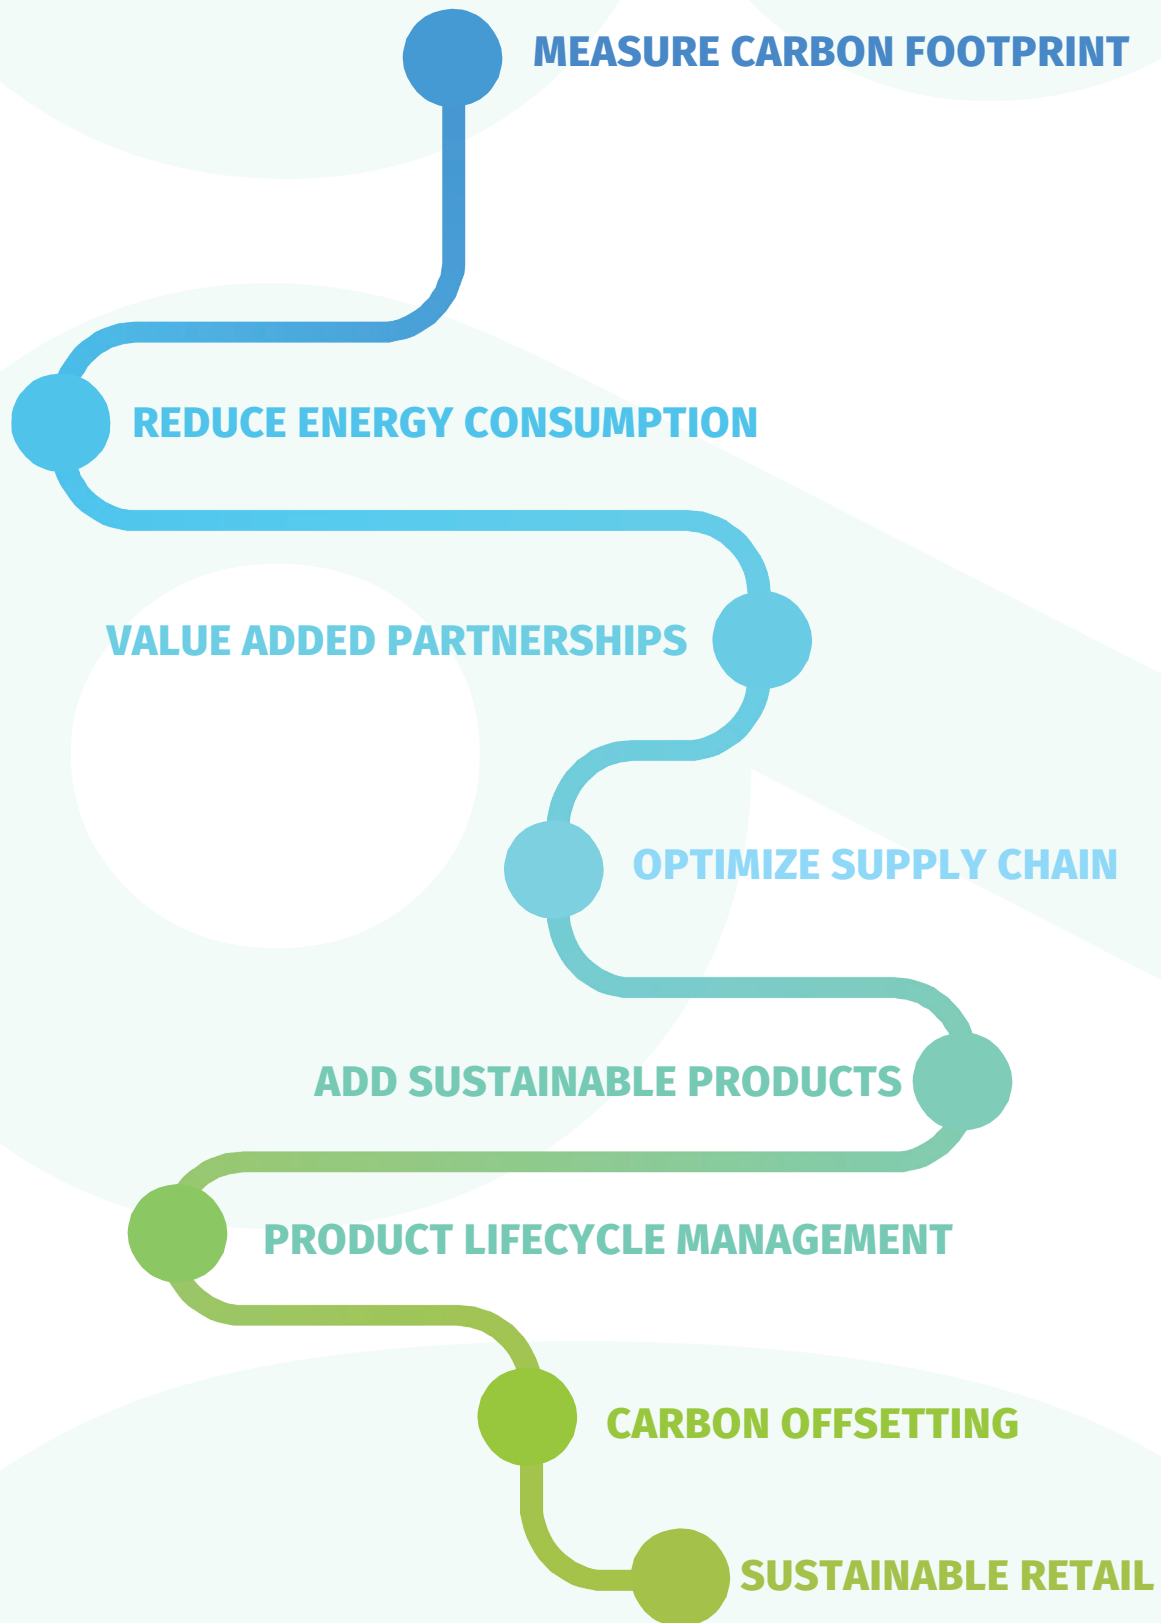 MEASURE CARBON FOOTPRINT
REDUCE ENERGY CONSUMPTION
VALUE ADDED PARTNERSHIPS
OPTIMIZE SUPPLY CHAIN
ADD SUSTAINABLE PRODUCTS
PRODUCT LIFECYCLE MANAGEMENT
CARBON OFFSETTING
SUSTAINABLE RETAIL